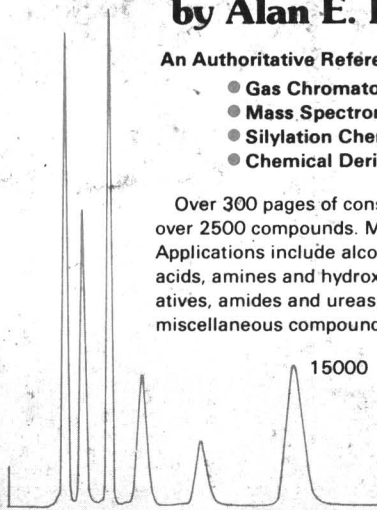 by Alan E.
An Authoritative Refere
● Gas Chromato
● Mass Spectron
● Silylation Che
● Chemical Deri
Over 300 pages of cons
over 2500 compounds. M
Applications include alco
acids, amines and hydrox
atives, amides and ureas
miscellaneous compound
15000